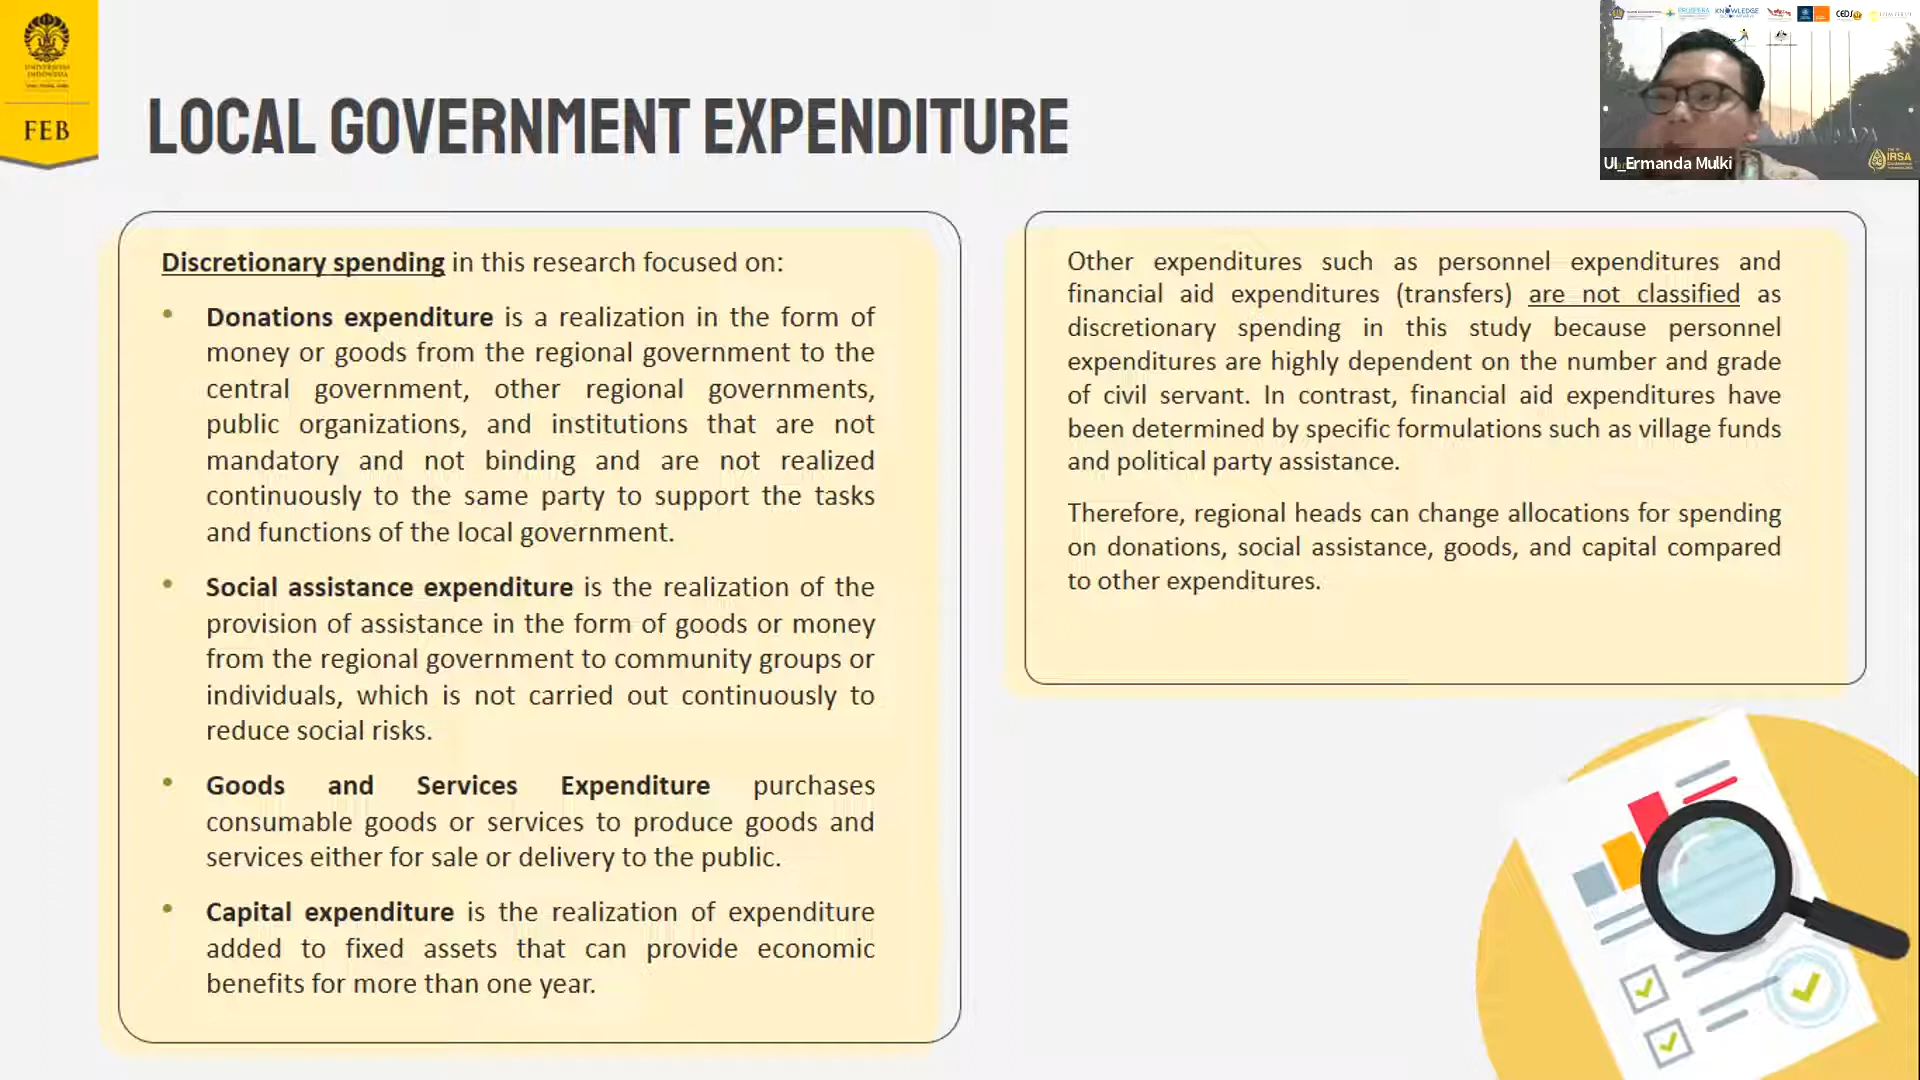 UNIVERSITAS
INDONESIA
FEB
LOCAL GOVERNMENT EXPENDITURE
Discretionary spending in this research focused on:
• Donations expenditure is a realization in the form of
money or goods from the regional government to the
central government, other regional governments,
public organizations, and institutions that are not
mandatory and not binding and are not realized
continuously to the same party to support the tasks
and functions of the local government.
• Social assistance expenditure is the realization of the
provision of assistance in the form of goods or money
from the regional government to community groups or
individuals, which is not carried out continuously to
reduce social risks.
• Goods and Services Expenditure purchases
consumable goods or services to produce goods and
services either for sale or delivery to the public.
• Capital expenditure is the realization of expenditure
added to fixed assets that can provide economic
benefits for more than one year.
Other expenditures such as personnel expenditures and
financial aid expenditures (transfers) are not classified as
discretionary spending in this study because personnel
expenditures are highly dependent on the number and grade
of civil servant. In contrast, financial aid expenditures have
been determined by specific formulations such as village funds
and political party assistance.
Therefore, regional heads can change allocations for spending
on donations, social assistance, goods, and capital compared
to other expenditures.
KNOWLEDGE
CEDS
UI_Ermanda Mulki
IRSA